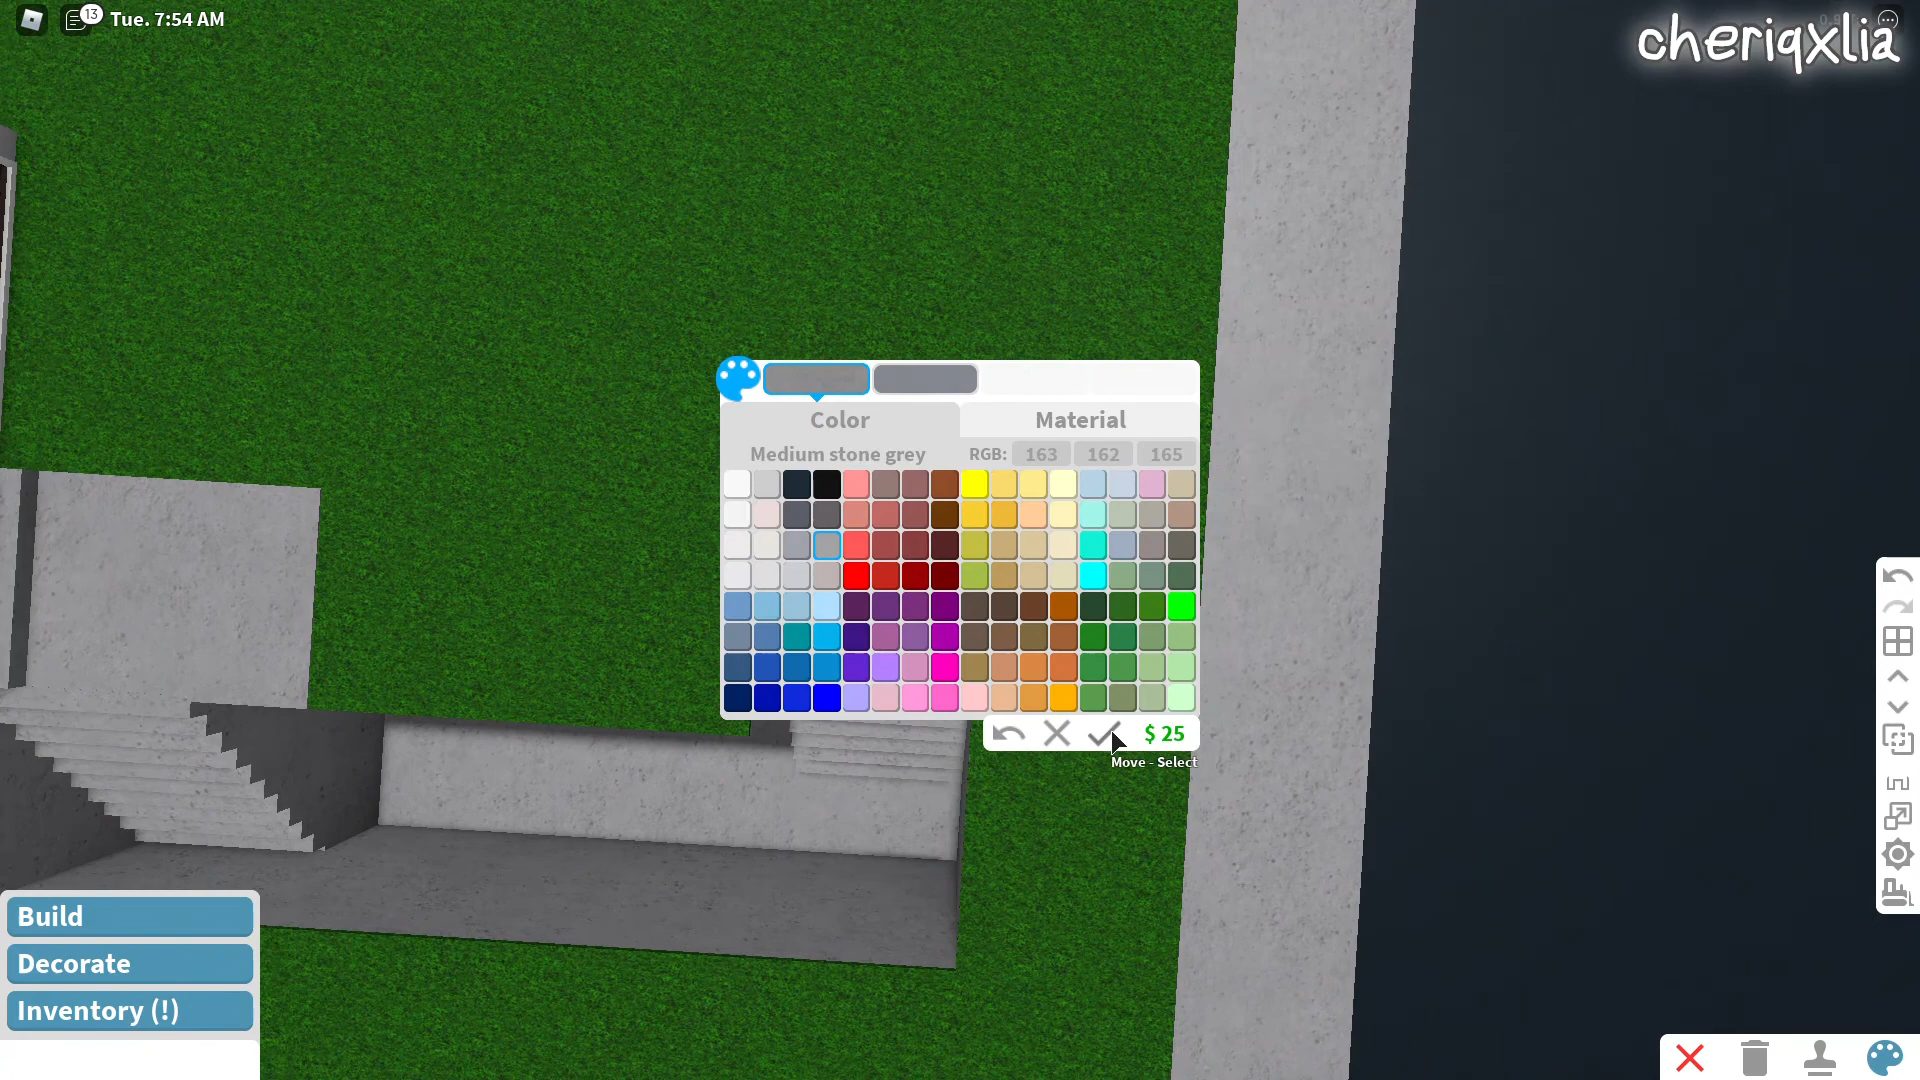 13
Tue. 7:54 AM
cheriqxlia
Color
Material
Medium stone grey
RGB: 163 162 165
$ 25
Move - Select
Build
Decorate
Inventory (!)